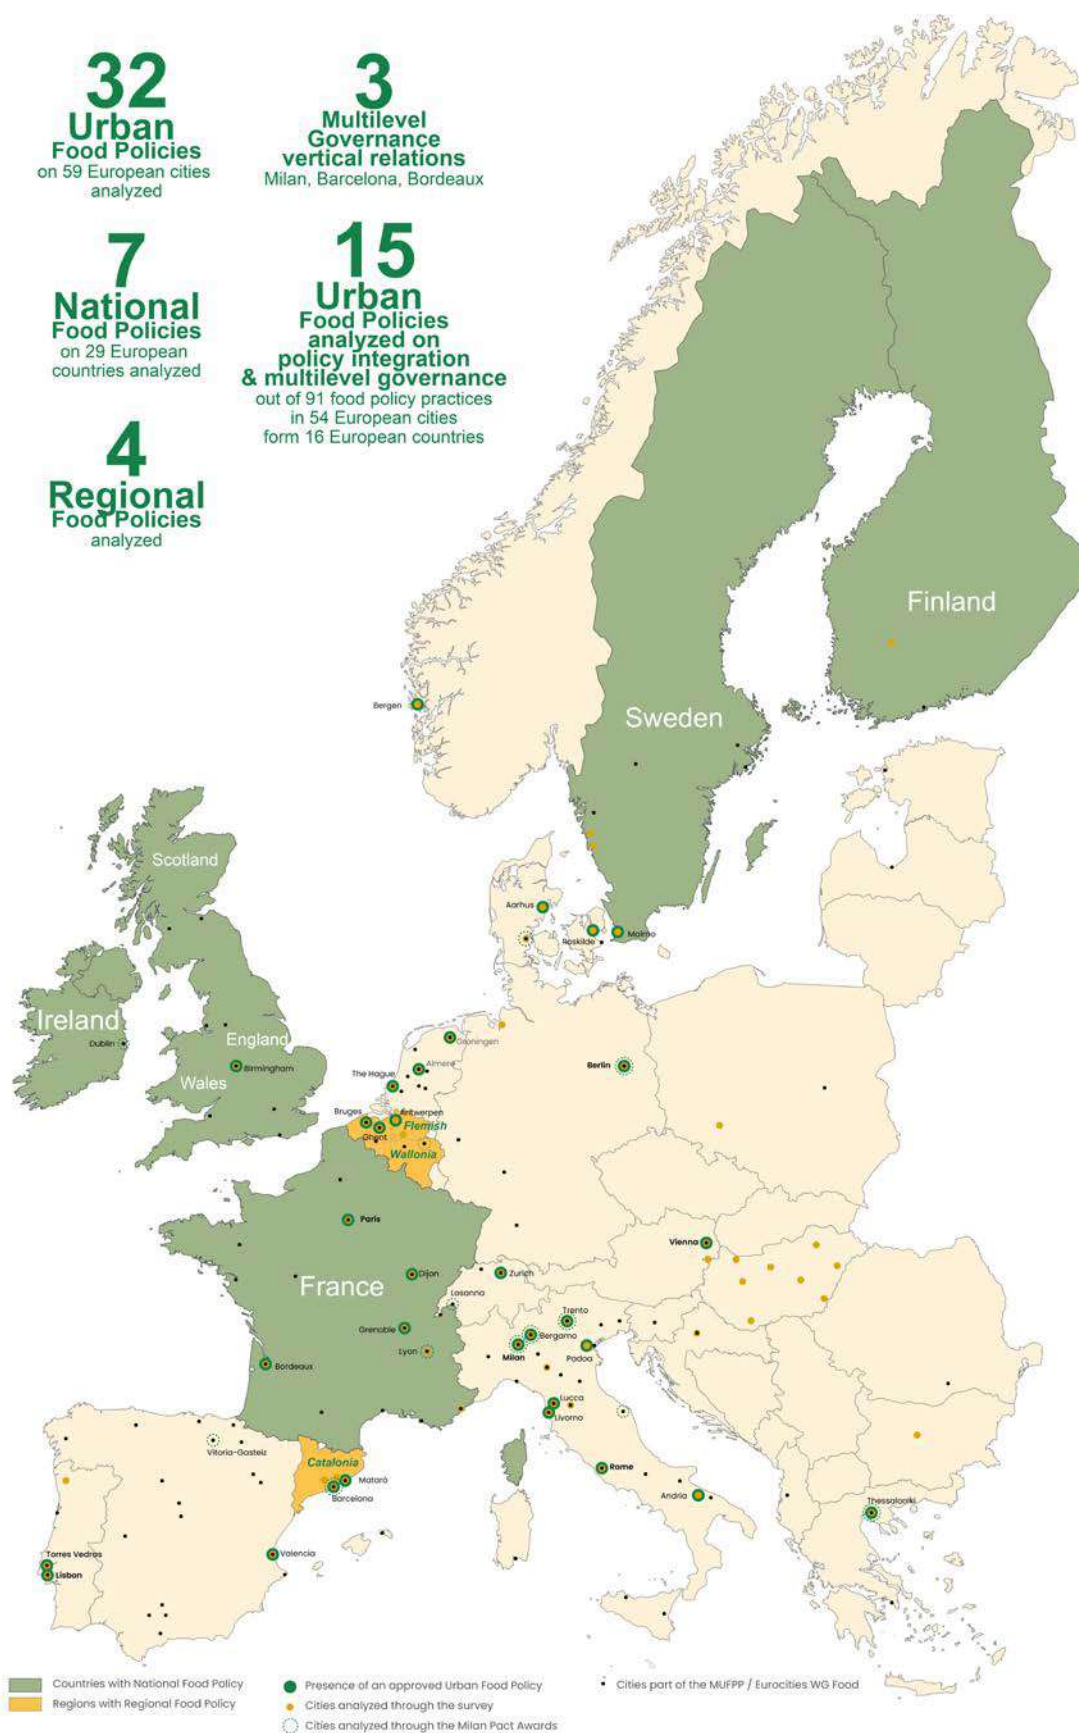 32
Urban
Food Policies
on 59 European cities
analyzed
3
Multilevel
Governance
vertical relations
Milan, Barcelona, Bordeaux
7
National
Food Policies
on 29 European
countries analyzed
15
Urban
Food Policies
analyzed on
policy integration
& multilevel governance
out of 91 food policy practices
in 54 European cities
form 16 European countries
4
Regional
Food Policies
analyzed
Finland
Bergen
Sweden
Scotland
Aarhus
Roskilde
Malmo
Ireland
Dublin
England
Birmingham
Wales
Groningen
Almere
The Hague
Berlin
Bruges
Antwerpen
Flemish
Ghent
Wallonia
Paris
Vienna
France
Dijon
Zurich
Losanna
Trento
Grenoble
Bergamo
Lyon
Milan
Padoa
Bordeaux
Lucca
Livorno
Vitoria-Gasteiz
Catalonia
Mataró
Barcelona
Rome
Andria
Thessaloniki
Torres Vedras
Valencia
Lisbon
Countries with National Food Policy
Regions with Regional Food Policy
Presence of an approved Urban Food Policy
Cities analyzed through the survey
Cities analyzed through the Milan Pact Awards
Cities part of the MUFPP / Eurocities WG Food